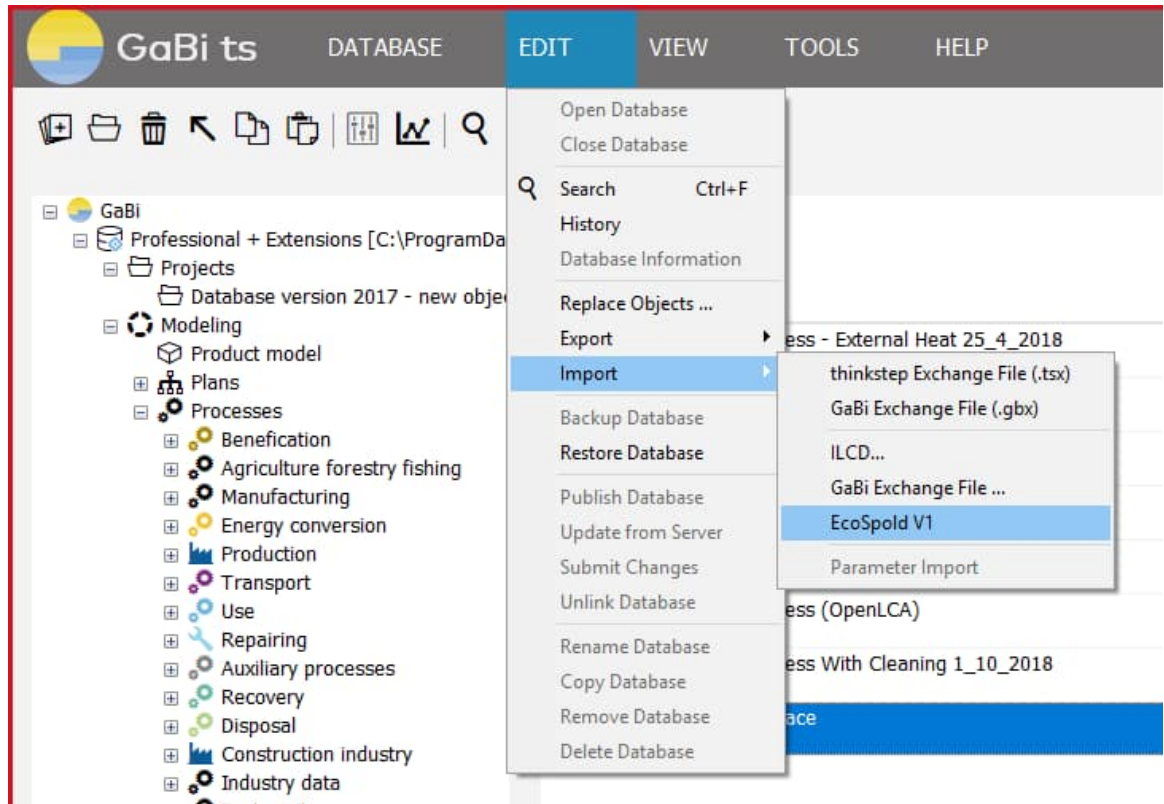 GaBi ts DATABASE EDIT VIEW TOOLS HELP
Open Database
Close Database
Search Ctrl+F
History
Database Information
Replace Objects ...
Export
Import
Backup Database
Restore Database
Publish Database
Update from Server
Submit Changes
Unlink Database
Rename Database
Copy Database
Remove Database
Delete Database
thinkstep Exchange File (.tsx)
GaBi Exchange File (.gbx)
ILCD...
GaBi Exchange File ...
EcoSpold V1
Parameter Import
GaBi
Professional + Extensions [C:\ProgramDa
Projects
Database version 2017 - new obje
Modeling
Product model
Plans
Processes
Benefication
Agriculture forestry fishing
Manufacturing
Energy conversion
Production
Transport
Use
Repairing
Auxiliary processes
Recovery
Disposal
Construction industry
Industry data
ess - External Heat 25_4_2018
ess (OpenLCA)
ess With Cleaning 1_10_2018
ace